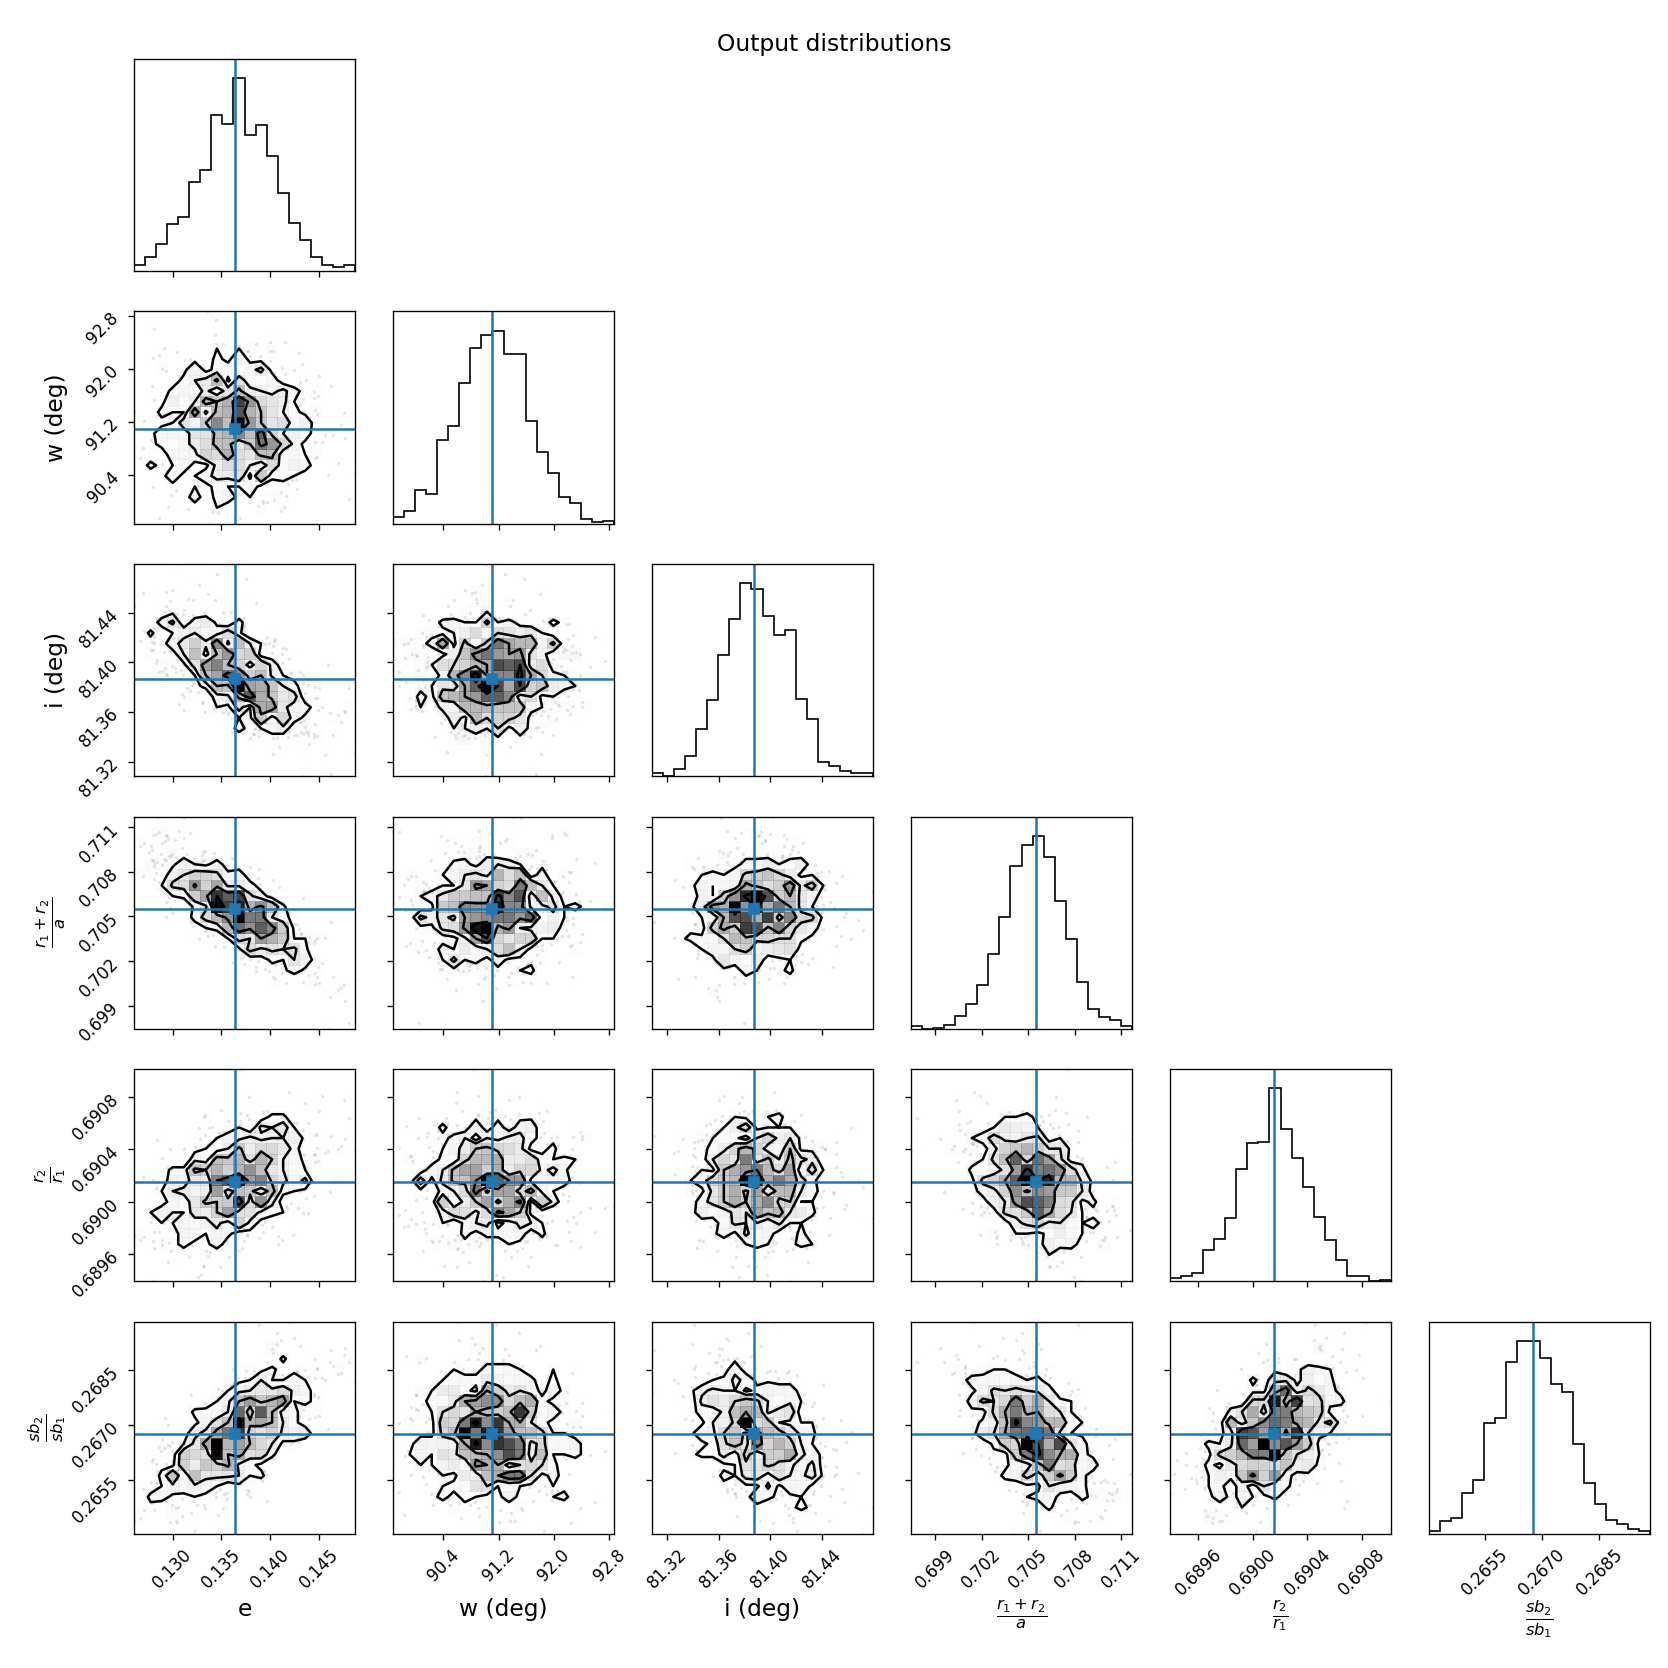 Output distributions
w (deg)
92.8
92.0
91.2
90.4
i (deg)
81.44
81.40
81.36
81.32
r₁ + r₂
a
0.711
0.708
0.705
0.702
0.699
r₂
r₁
0.6908
0.6904
0.6900
0.6896
sb₂
sb₁
0.2685
0.2670
0.2655
0.130 0.135 0.140 0.145 90.4 91.2 92.0 92.8 81.32 81.36 81.40 81.44 0.699 0.702 0.705 0.708 0.711 0.6896 0.6900 0.6904 0.6908 0.2655 0.2670 0.2685
e w (deg) i (deg) r₁ + r₂ r₂ sb₂
a r₁ sb₁